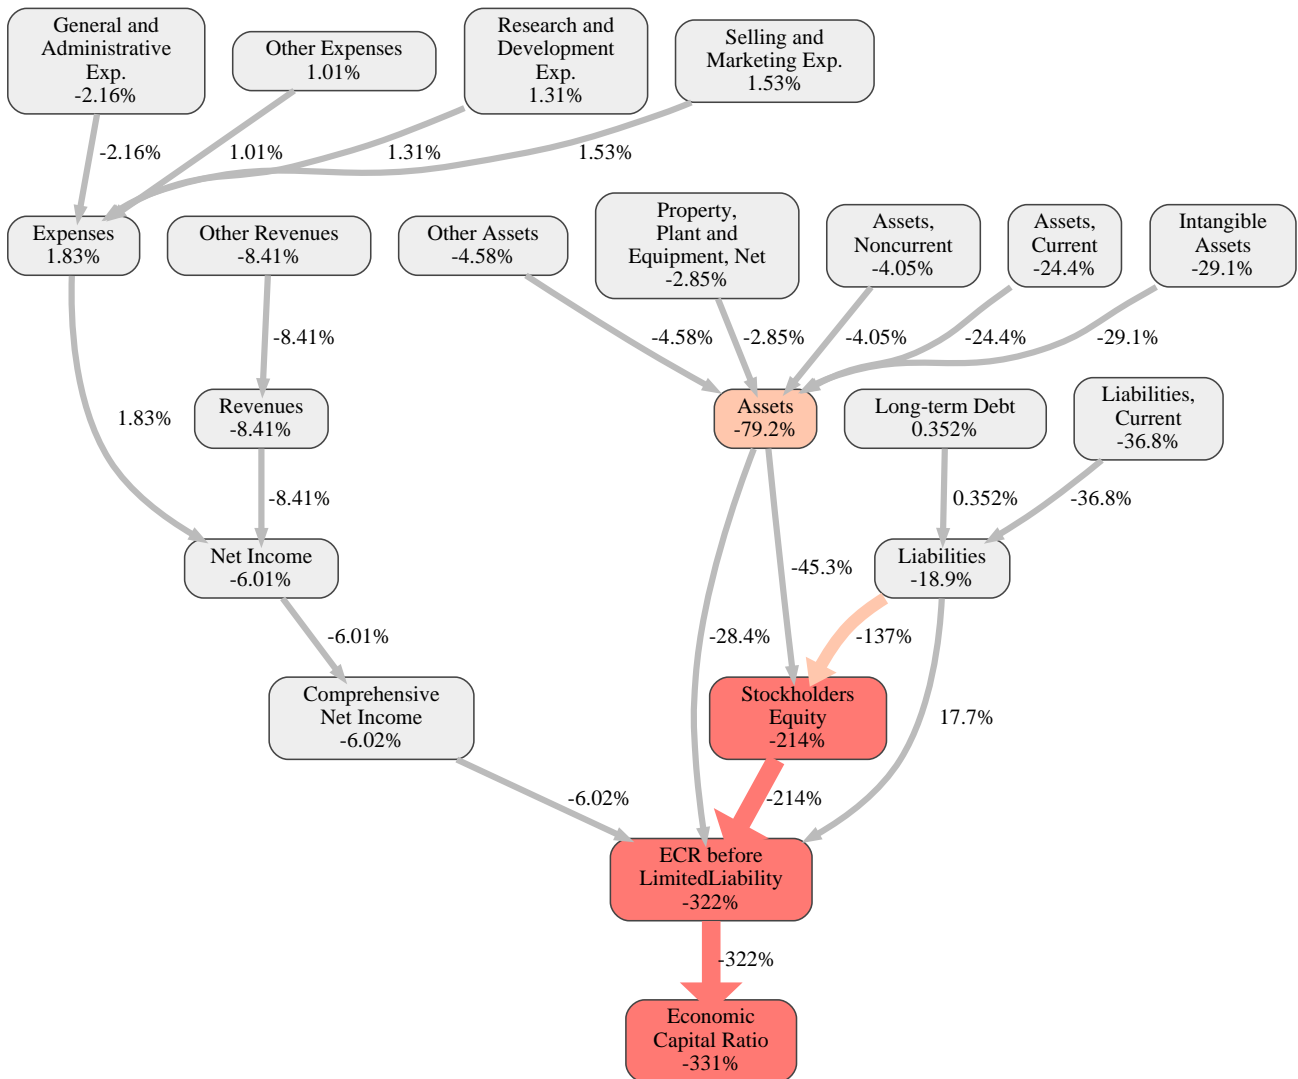 General and
Administrative
Exp.
-2.16%
Other Expenses
1.01%
Research and
Development
Exp.
1.31%
Selling and
Marketing Exp.
1.53%
-2.16%
1.01%
1.31%
1.53%
Expenses
1.83%
Other Revenues
-8.41%
Other Assets
-4.58%
Property,
Plant and
Equipment, Net
-2.85%
Assets,
Noncurrent
-4.05%
Assets,
Current
-24.4%
Intangible
Assets
-29.1%
-8.41%
-4.58%
-2.85%
-4.05%
-24.4%
-29.1%
1.83%
Revenues
-8.41%
Assets
-79.2%
Long-term Debt
0.352%
Liabilities,
Current
-36.8%
-8.41%
0.352%
-36.8%
Net Income
-6.01%
-45.3%
Liabilities
-18.9%
-6.01%
-28.4%
-137%
Comprehensive
Net Income
-6.02%
Stockholders
Equity
-214%
17.7%
-6.02%
-214%
ECR before
LimitedLiability
-322%
-322%
Economic
Capital Ratio
-331%